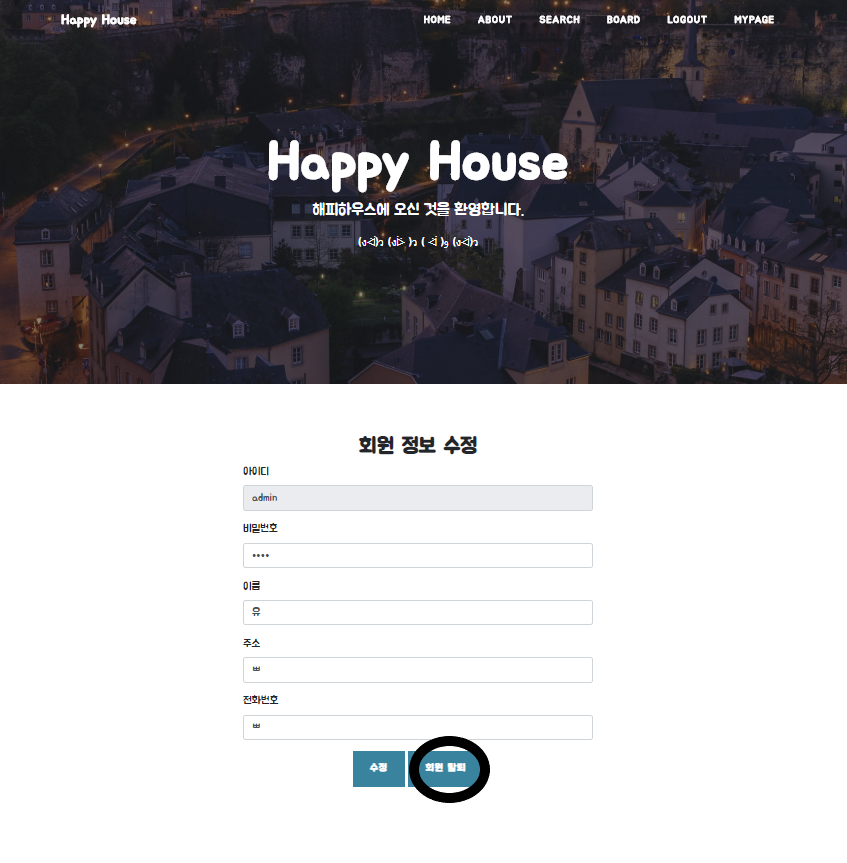 Happy House
HOME ABOUT SEARCH BOARD LOGOUT MYPAGE
Happy House
해피하우스에 오신 것을 환영합니다.
회원 정보 수정
아이디
admin
비밀번호
••••
이름
유
주소
ㅃ
전화번호
ㅃ
수정 회원 탈퇴